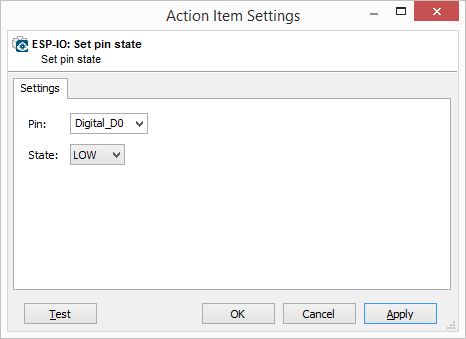 Action Item Settings
ESP-IO: Set pin state
Set pin state
Settings
Pin: Digital_D0
State: LOW
Test OK Cancel Apply